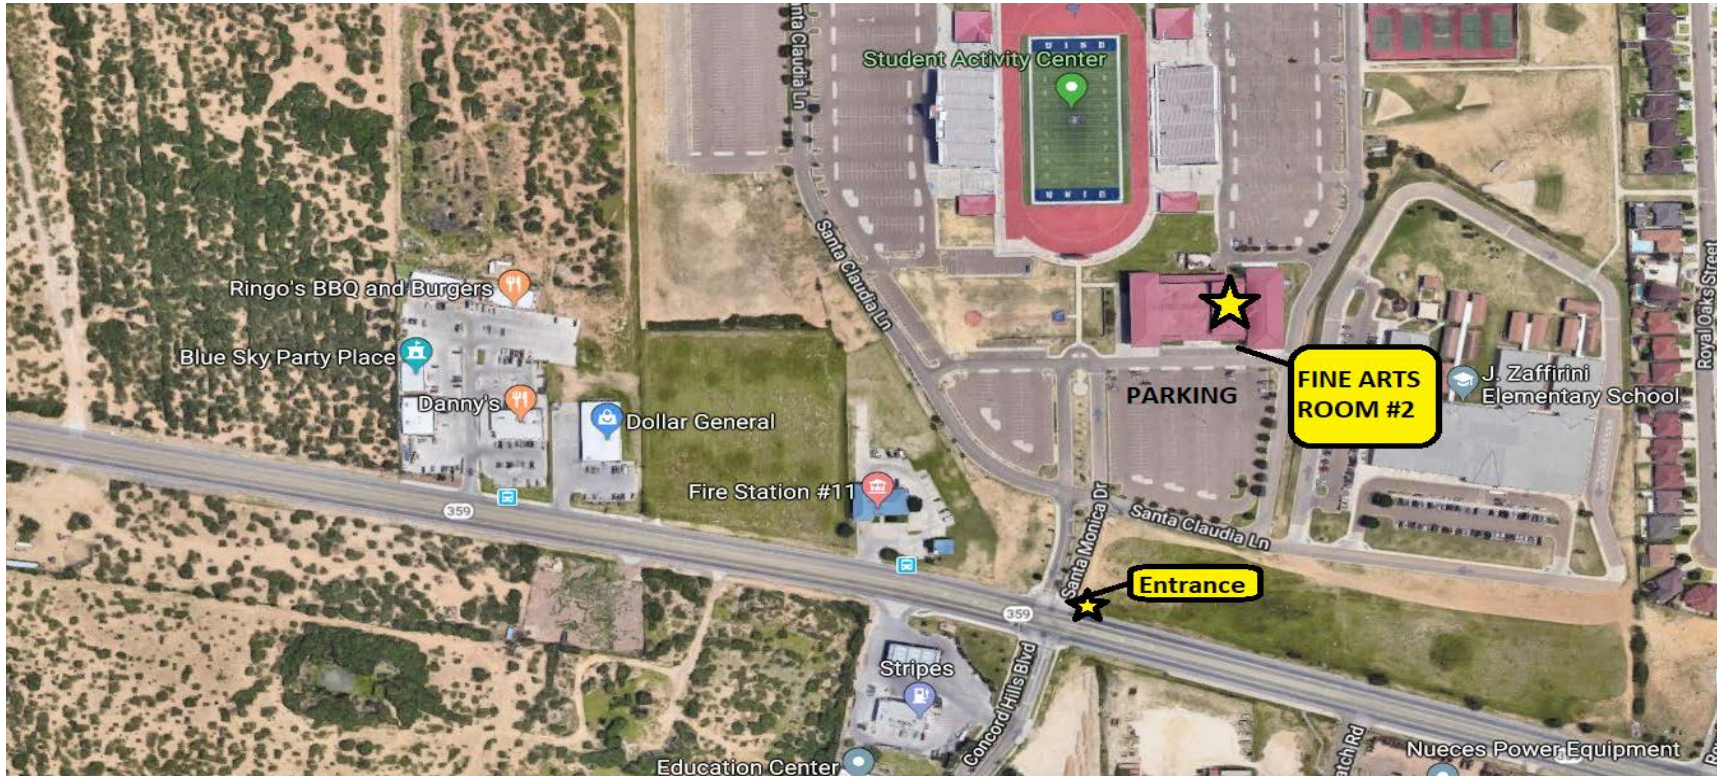 Santa Claudia Ln
Student Activity Center
Santa Claudia Ln
Royal Oaks Street
Ringo's BBQ and Burgers
Blue Sky Party Place
Danny's
Dollar General
PARKING
FINE ARTS
ROOM #2
J. Zaffirini
Elementary School
Fire Station #11
359
Santa Monica Dr
Santa Claudia Ln
Entrance
359
Stripes
Concord Hills Blvd
Education Center
Nueces Power Equipment